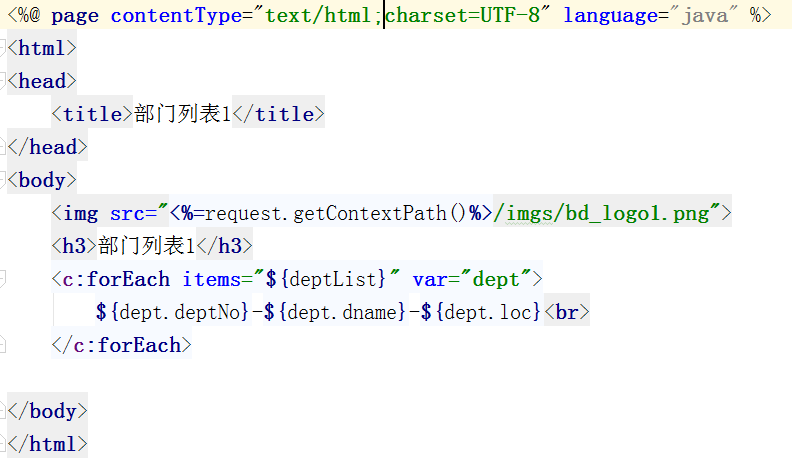 <%@ page contentType="text/html;charset=UTF-8" language="java" %>
<html>
<head>
    <title>部门列表1</title>
</head>
<body>
    <img src="<%=request.getContextPath()%>/imgs/bd_logo1.png">
    <h3>部门列表1</h3>
    <c:forEach items="${deptList}" var="dept">
        ${dept.deptNo}-${dept.dname}-${dept.loc}<br>
    </c:forEach>
</body>
</html>